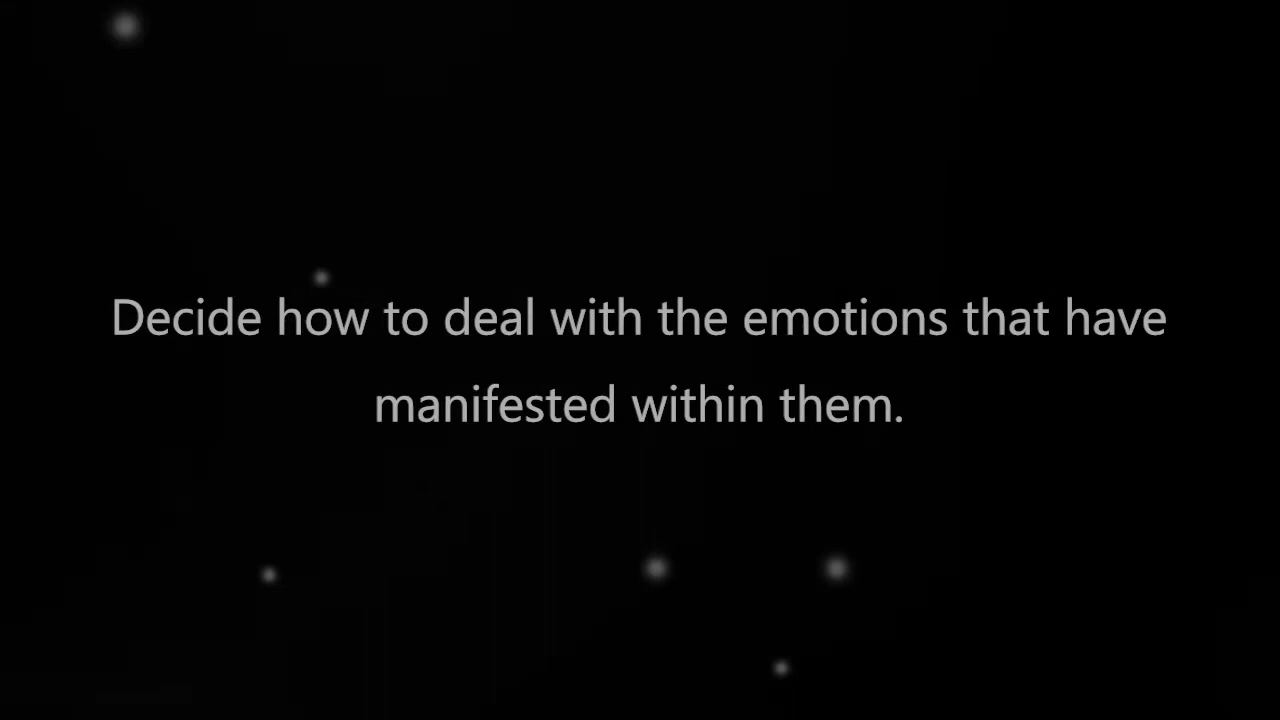 Decide how to deal with the emotions that have
manifested within them.